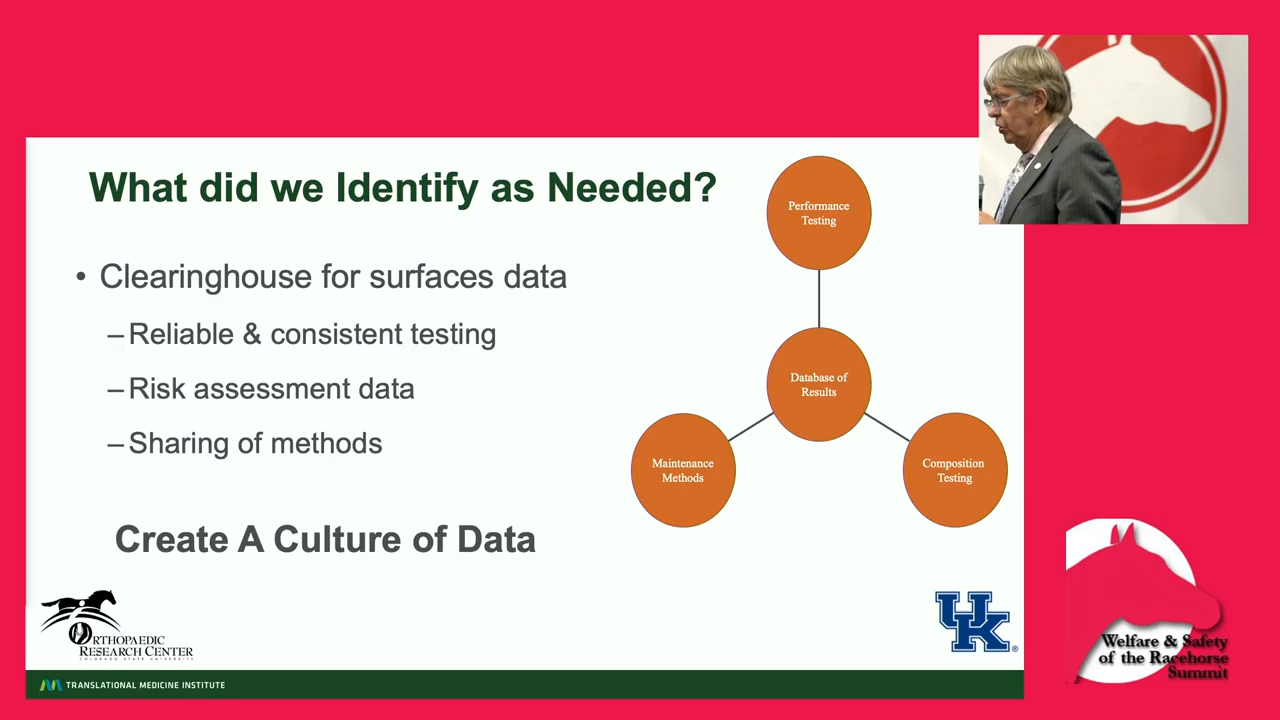 What did we Identify as Needed?
• Clearinghouse for surfaces data
–Reliable & consistent testing
–Risk assessment data
–Sharing of methods
Create A Culture of Data
Performance
Testing
Database of
Results
Maintenance
Methods
Composition
Testing
ORTHOPAEDIC
RESEARCH CENTER
COLORADO STATE UNIVERSITY
UK
®
TRANSLATIONAL MEDICINE INSTITUTE
Welfare & Safety
of the Racehorse
Summit